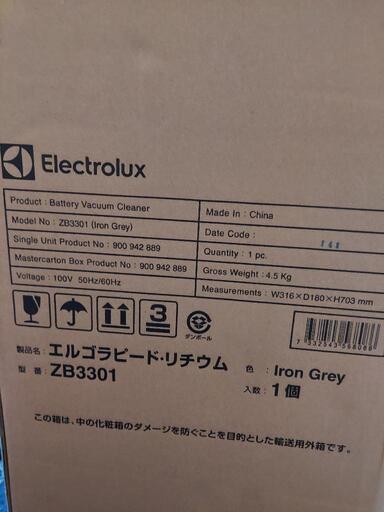 Electrolux
Product : Battery Vacuum Cleaner
Model No : ZB3301 (Iron Grey)
Single Unit Product No : 900 942 889
Mastercarton Box Product No : 900 942 889
Voltage : 100V 50Hz/60Hz
Made In : China
Date Code :
Quantity : 1 pc.
Gross Weight : 4.5 Kg
Measurements : W316×D180×H703 mm
3
ダンボール
製品名: エルゴラピード・リチウム
型 番: ZB3301
色 : Iron Grey
入数: 1個
この箱は、中の化粧箱のダメージを防ぐことを目的とした輸送用外箱です。